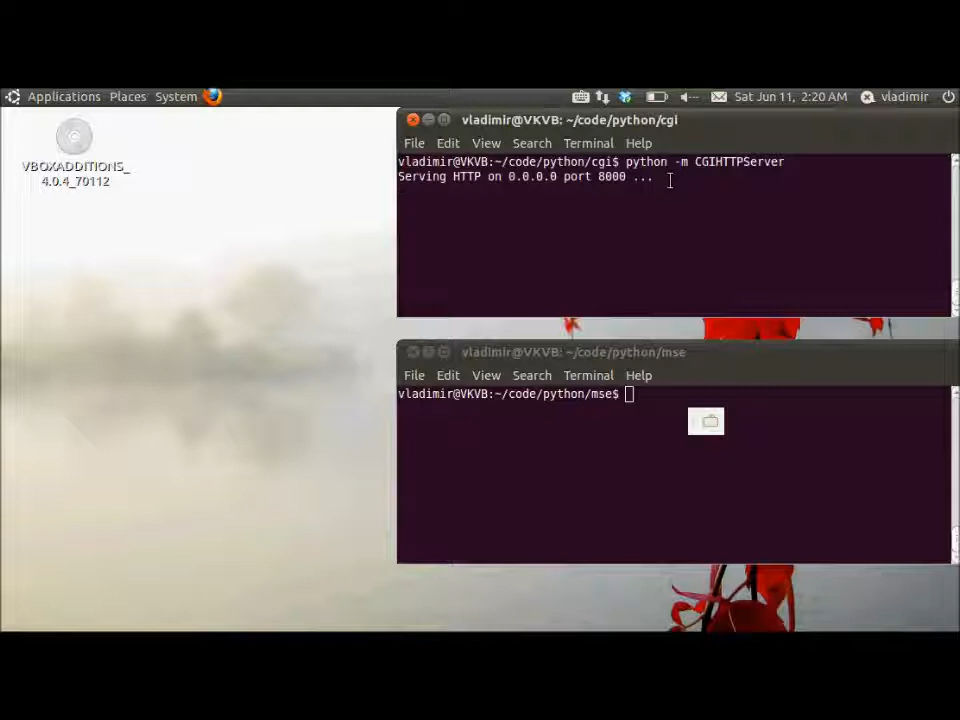 Applications Places System Sat Jun 11, 2:20 AM vladimir
VBOXADDITIONS_
4.0.4_70112
vladimir@VKVB: ~/code/python/cgi
File Edit View Search Terminal Help
vladimir@VKVB:~/code/python/cgi$ python -m CGIHTTPServer
Serving HTTP on 0.0.0.0 port 8000 ...
vladimir@VKVB: ~/code/python/mse
File Edit View Search Terminal Help
vladimir@VKVB:~/code/python/mse$